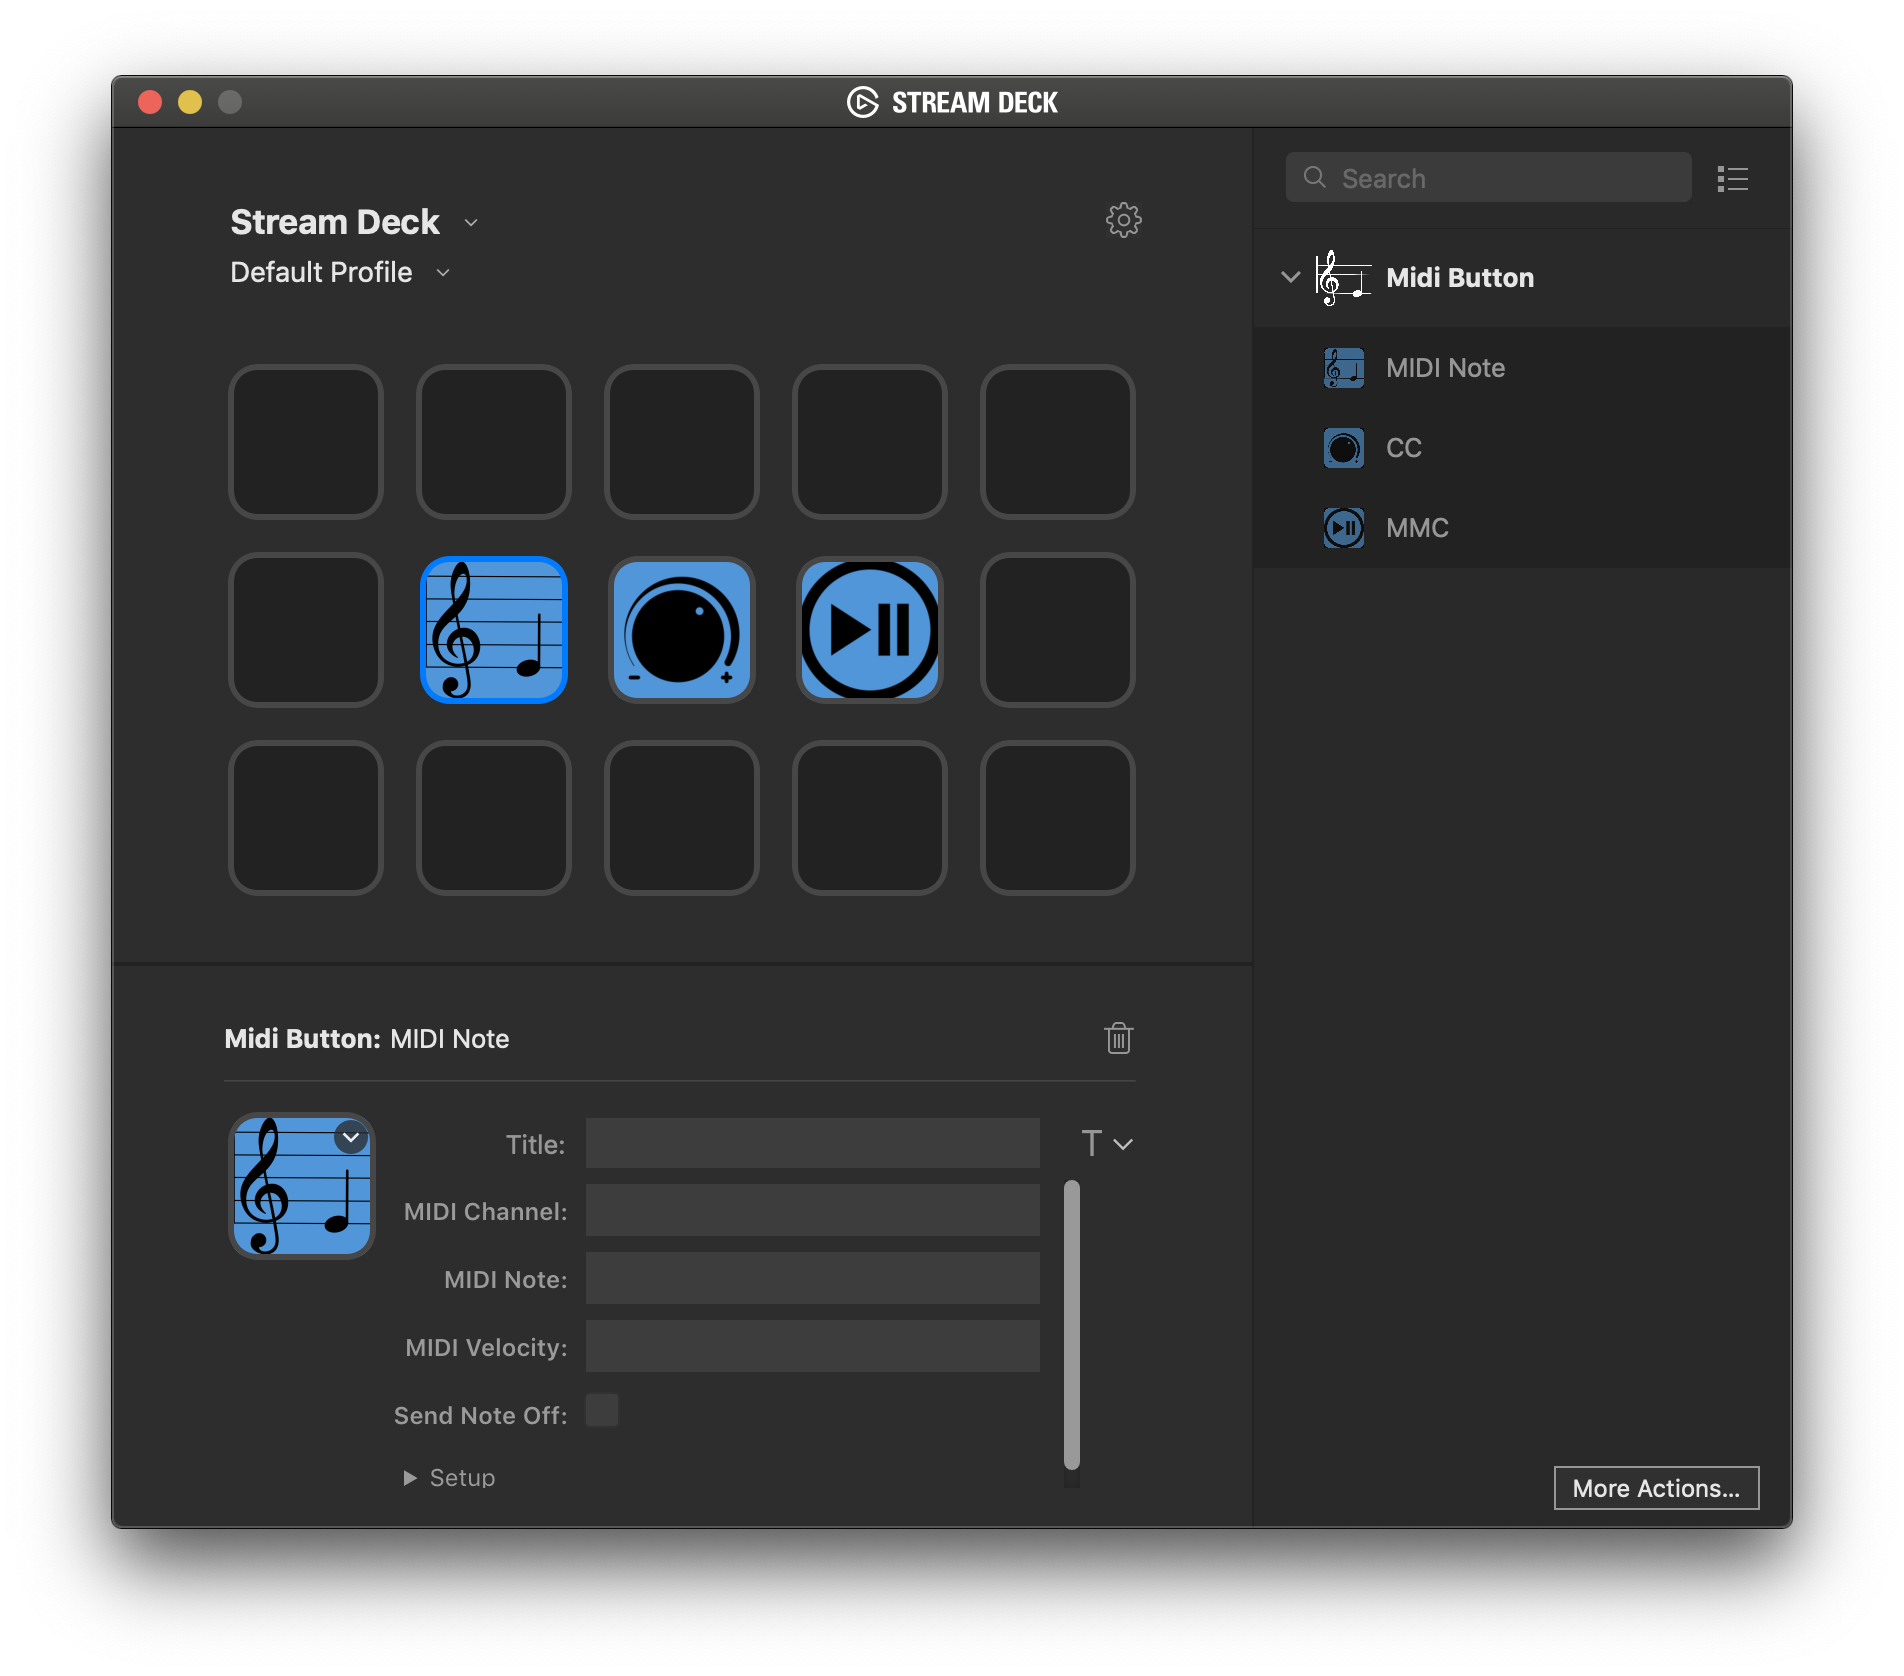 STREAM DECK
Stream Deck
Default Profile
Search
Midi Button
MIDI Note
CC
MMC
Midi Button: MIDI Note
Title:
T
MIDI Channel:
MIDI Note:
MIDI Velocity:
Send Note Off:
Setup
More Actions...